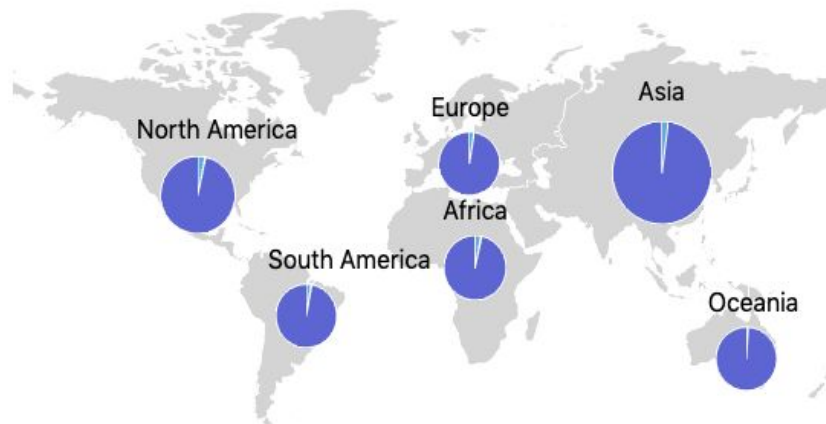 Europe
Asia
North America
Africa
South America
Oceania